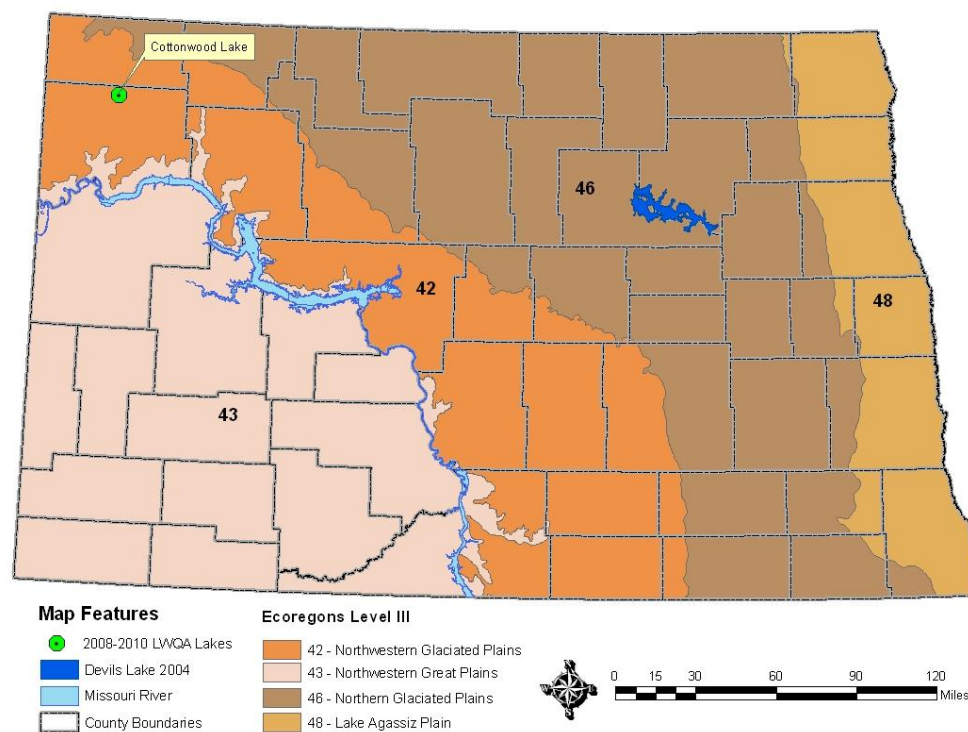 Cottonwood Lake
46
42
48
43
Map Features
2008-2010 LWQA Lakes
Devils Lake 2004
Missouri River
County Boundaries
Ecoregons Level III
42 - Northwestern Glaciated Plains
43 - Northwestern Great Plains
46 - Northern Glaciated Plains
48 - Lake Agassiz Plain
N
E
S
W
0 15 30 60 90 120
Miles